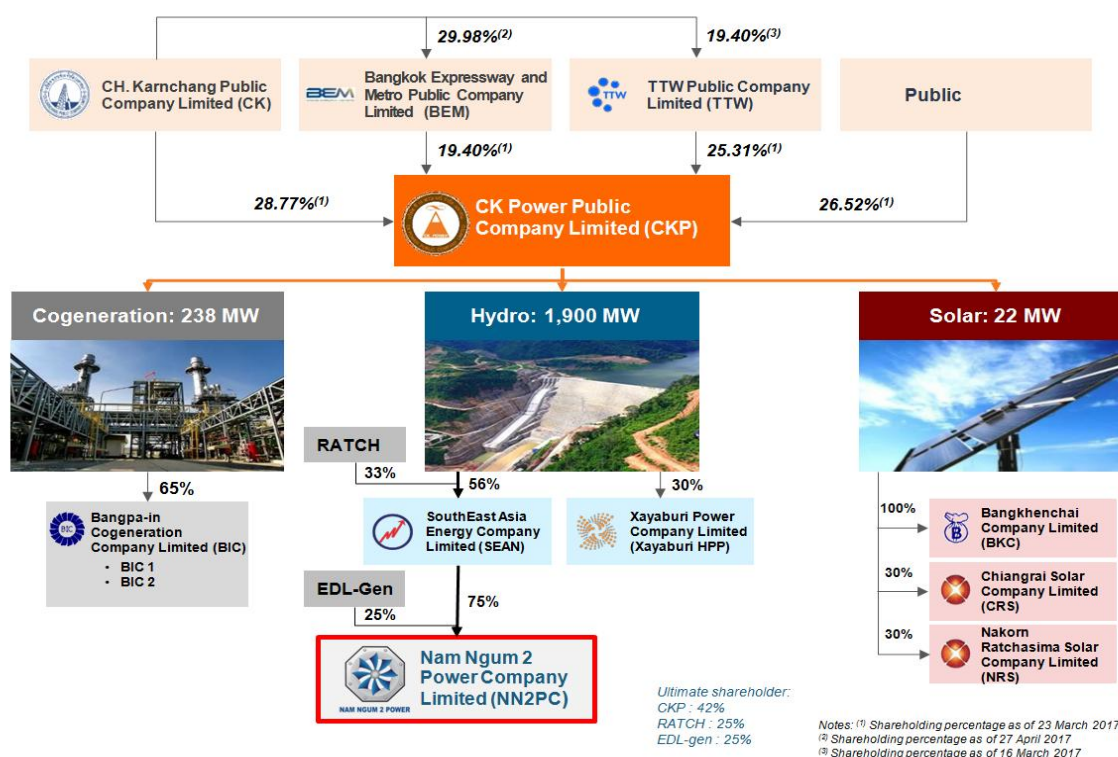 29.98%(2)
19.40%(3)
CH. Karnchang Public
Company Limited (CK)
BEM
Bangkok Expressway and
Metro Public Company
Limited (BEM)
TTW
TTW Public Company
Limited (TTW)
Public
19.40%(1)
25.31%(1)
28.77%(1)
26.52%(1)
CK Power Public
Company Limited (CKP)
Cogeneration: 238 MW
Hydro: 1,900 MW
Solar: 22 MW
RATCH
33%
56%
30%
65%
100%
BIC
Bangpa-in
Cogeneration
Company Limited (BIC)
• BIC 1
• BIC 2
SouthEast Asia
Energy Company
Limited (SEAN)
Xayaburi Power
Company Limited
(Xayaburi HPP)
Bangkhenchai
Company Limited
(BKC)
30%
Chiangrai Solar
Company Limited
(CRS)
EDL-Gen
25%
75%
30%
Nakorn
Ratchasima Solar
Company Limited
(NRS)
NAM NGUM 2 POWER
Nam Ngum 2
Power Company
Limited (NN2PC)
Ultimate shareholder:
CKP : 42%
RATCH : 25%
EDL-gen : 25%
Notes: (1) Shareholding percentage as of 23 March 2017
(2) Shareholding percentage as of 27 April 2017
(3) Shareholding percentage as of 16 March 2017